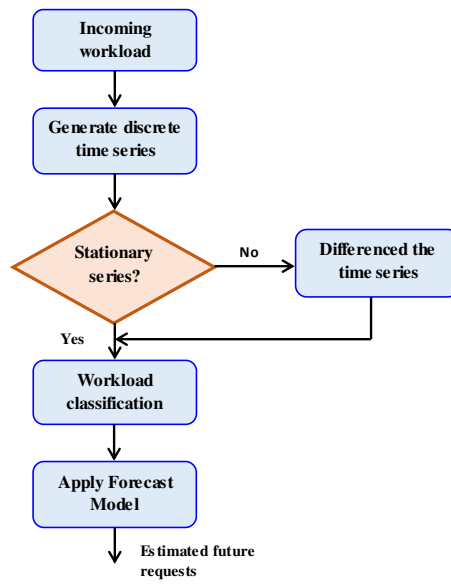 Incoming
workload
Generate discrete
time series
Stationary
series?
No
Differenced the
time series
Yes
Workload
classification
Apply Forecast
Model
Estimated future
requests